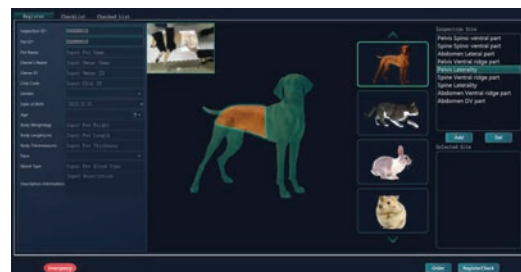 Register CheckList Checked List
Inspection ID*
Pet ID*
Pet Name Input Pet Name
Owner's Name Input Owner Name
Owner ID Input Owner ID
Chip Code Input Chip ID
Gender
Date of Birth
Age
Body Weight(kg) Input Pet Weight
Body Length(cm) Input Pet Length
Body Thickness(cm) Input Pet Thickness
Race
Blood Type Input Pet Blood Type
Description Information Input Description
Emergency
Inspection Site
Pelvis Spino ventral part
Spine Spino ventral part
Abdomen Lateral part
Pelvis Ventral ridge part
Pelvis Laterality
Spine Ventral ridge part
Spine Laterality
Abdomen Ventral ridge part
Abdomen DV part
Add Del
Selected Site
Order RegisterCheck